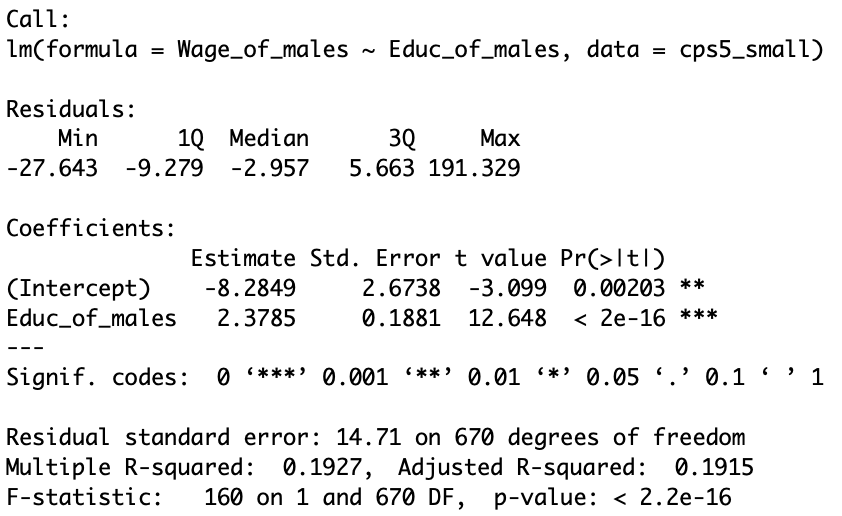 Call:
lm(formula = Wage_of_males ~ Educ_of_males, data = cps5_small)
Residuals:
    Min      1Q  Median      3Q     Max
-27.643  -9.279  -2.957   5.663 191.329
Coefficients:
              Estimate Std. Error t value Pr(>|t|)
(Intercept)    -8.2849     2.6738  -3.099  0.00203 **
Educ_of_males   2.3785     0.1881  12.648  < 2e-16 ***
---
Signif. codes:  0 ‘***’ 0.001 ‘**’ 0.01 ‘*’ 0.05 ‘.’ 0.1 ‘ ’ 1
Residual standard error: 14.71 on 670 degrees of freedom
Multiple R-squared:  0.1927, Adjusted R-squared:  0.1915
F-statistic:   160 on 1 and 670 DF,  p-value: < 2.2e-16